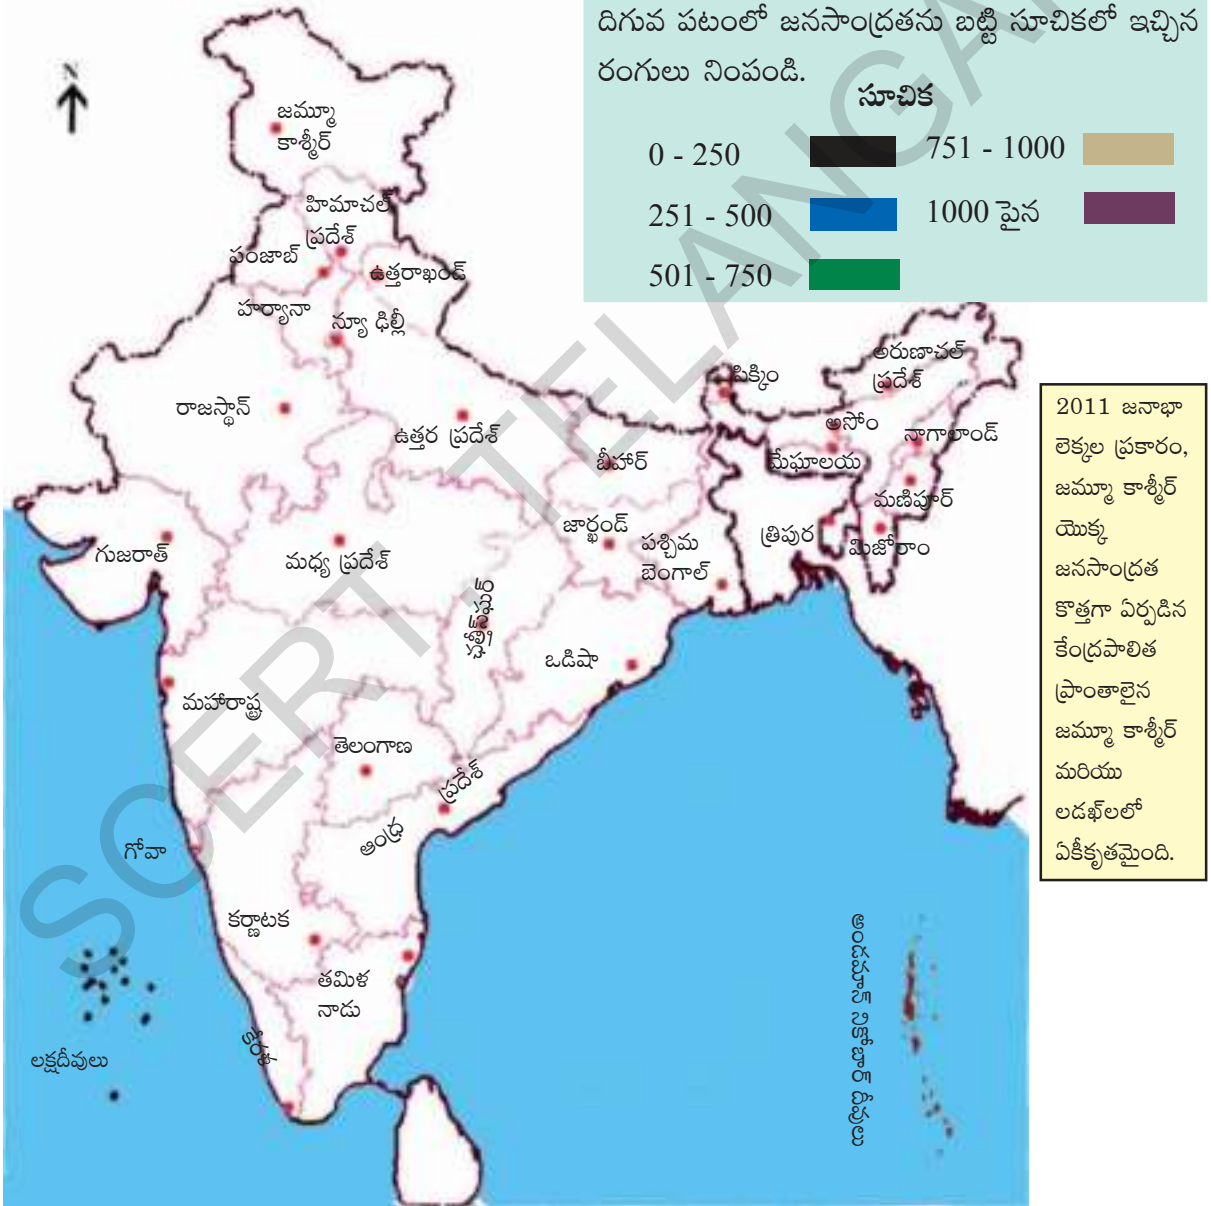 దిగువ పటంలో జనసాంద్రతను బట్టి సూచికలో ఇచ్చిన
రంగులు నింపండి.
సూచిక
0 - 250
751 - 1000
251 - 500
1000 పైన
501 - 750
N
జమ్మూ
కాశ్మీర్
హిమాచల్
ప్రదేశ్
పంజాబ్
ఉత్తరాఖండ్
హర్యానా
న్యూ ఢిల్లీ
రాజస్థాన్
ఉత్తర ప్రదేశ్
సిక్కిం
అరుణాచల్
ప్రదేశ్
అసోం
నాగాలాండ్
బీహార్
మేఘాలయ
మణిపూర్
జార్ఖండ్
పశ్చిమ
బెంగాల్
త్రిపుర
మిజోరాం
గుజరాత్
మధ్య ప్రదేశ్
ఛత్తీస్‌ఘడ్
ఒడిషా
మహారాష్ట్ర
తెలంగాణ
ఆంధ్ర
ప్రదేశ్
గోవా
కర్ణాటక
తమిళ
నాడు
కేరళ
లక్షదీవులు
అండమాన్ నికోబార్ దీవులు
2011 జనాభా
లెక్కల ప్రకారం,
జమ్మూ కాశ్మీర్
యొక్క
జనసాంద్రత
కొత్తగా ఏర్పడిన
కేంద్రపాలిత
ప్రాంతాలైన
జమ్మూ కాశ్మీర్
మరియు
లడఖ్‌లలో
ఏకీకృతమైంది.
SCERT, TELANGA